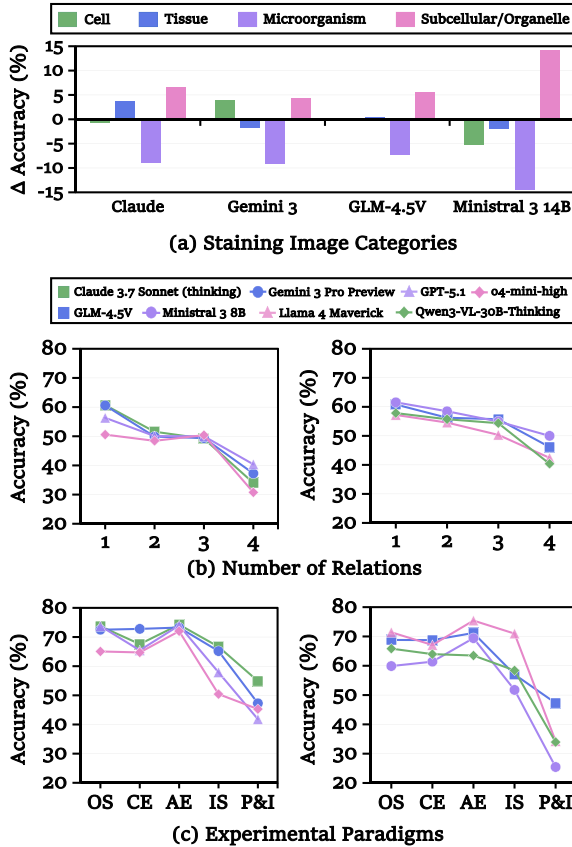 Cell Tissue Microorganism Subcellular/Organelle
Δ Accuracy (%)
15
10
5
0
-5
-10
-15
Claude Gemini 3 GLM-4.5V Ministral 3 14B
(a) Staining Image Categories
Claude 3.7 Sonnet (thinking) Gemini 3 Pro Preview GPT-5.1 o4-mini-high
GLM-4.5V Ministral 3 8B Llama 4 Maverick Qwen3-VL-30B-Thinking
Accuracy (%)
80
70
60
50
40
30
20
1 2 3 4
Accuracy (%)
80
70
60
50
40
30
20
1 2 3 4
(b) Number of Relations
Accuracy (%)
80
70
60
50
40
30
20
OS CE AE IS P&I
Accuracy (%)
80
70
60
50
40
30
20
OS CE AE IS P&I
(c) Experimental Paradigms